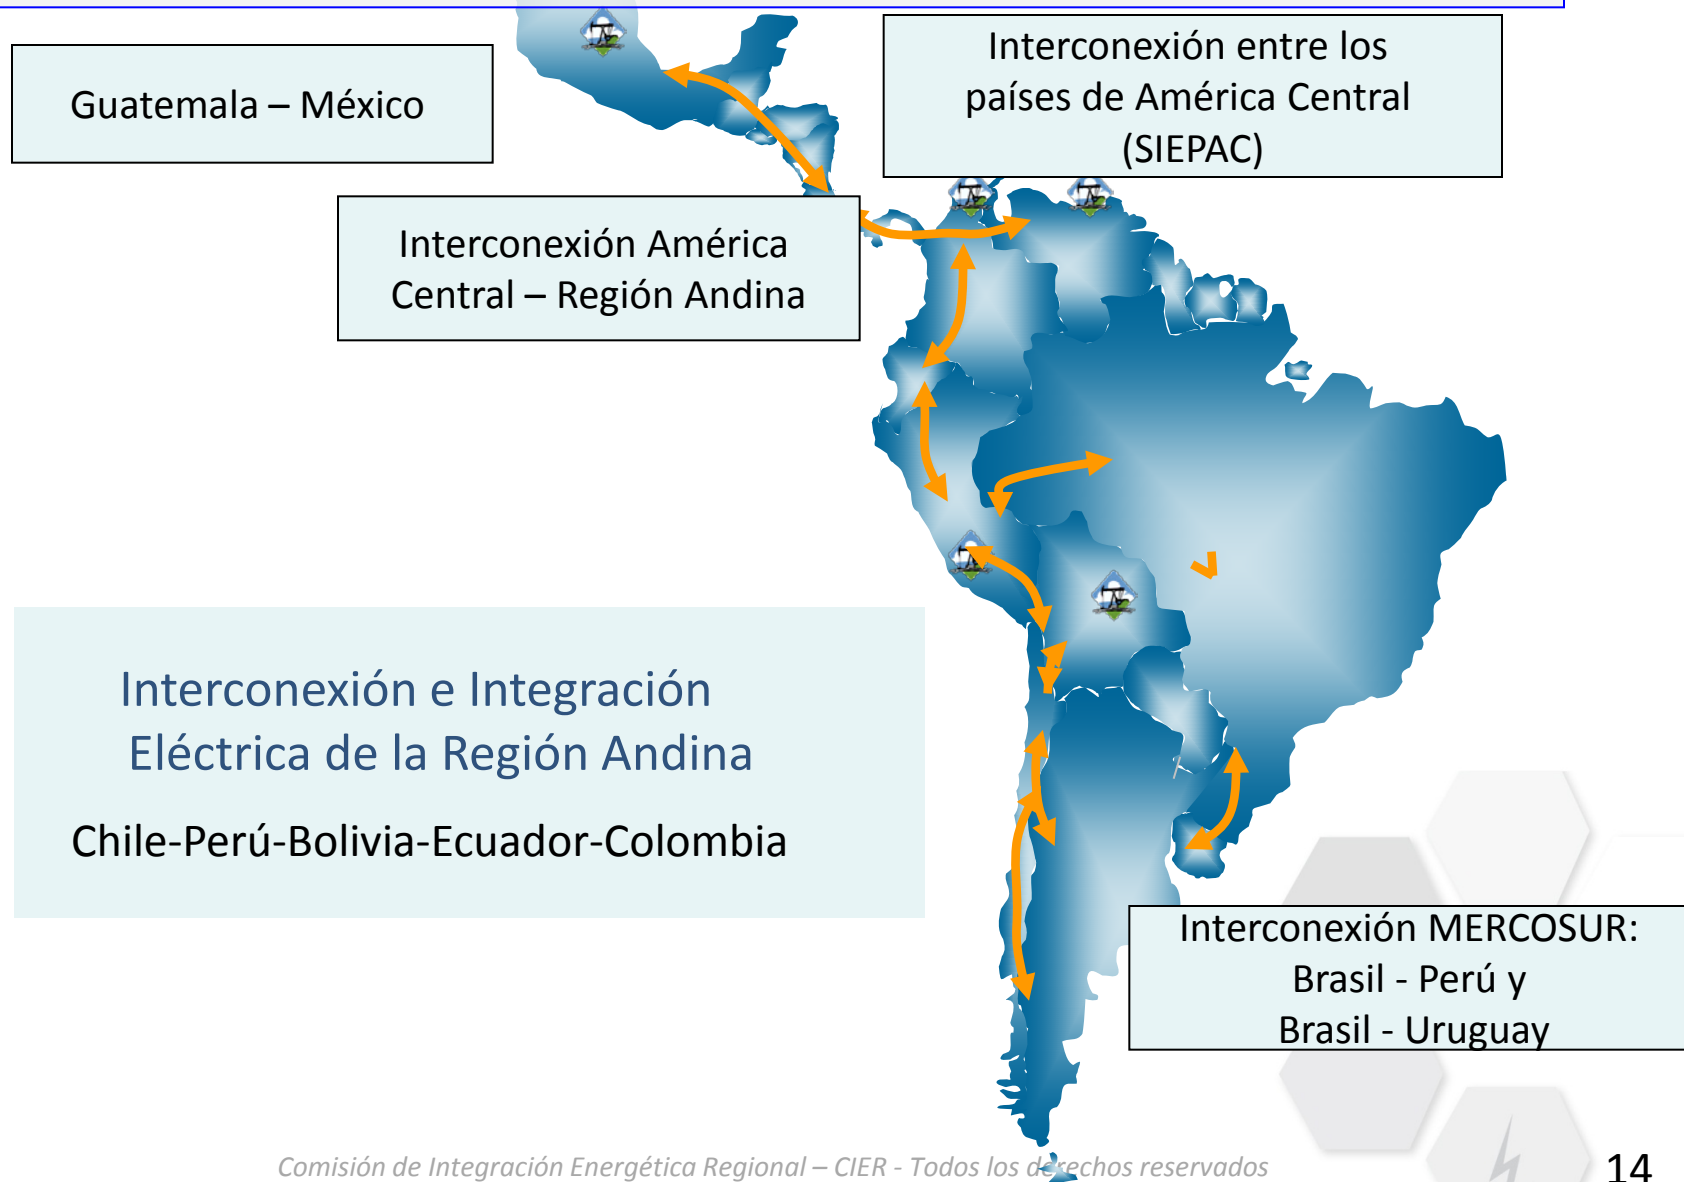 Guatemala – México
Interconexión entre los
países de América Central
(SIEPAC)
Interconexión América
Central – Región Andina
Interconexión e Integración
Eléctrica de la Región Andina
Chile-Perú-Bolivia-Ecuador-Colombia
Interconexión MERCOSUR:
Brasil - Perú y
Brasil - Uruguay
Comisión de Integración Energética Regional – CIER - Todos los derechos reservados
14